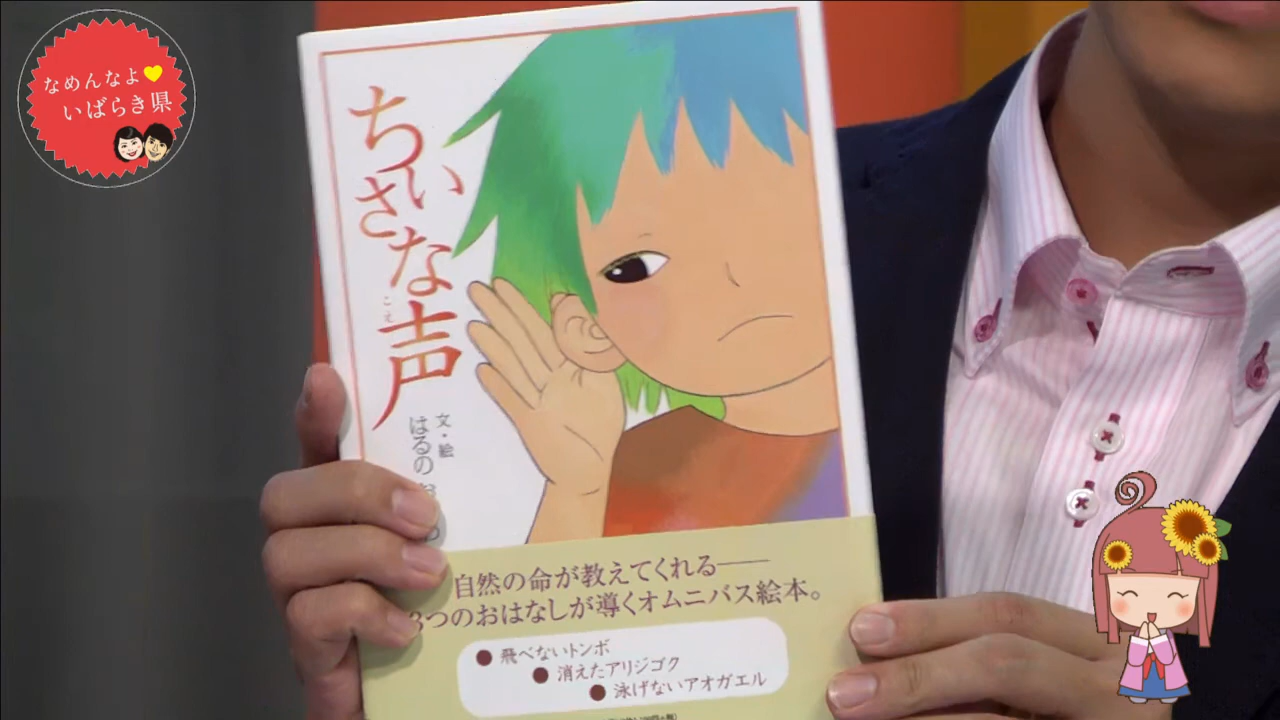 なめんなよ
いばらき県
ちいさな声
こえ
文・絵
はるの
自然の命が教えてくれる――
3つのおはなしが導くオムニバス絵本。
● 飛べないトンボ
● 消えたアリジゴク
● 泳げないアオガエル